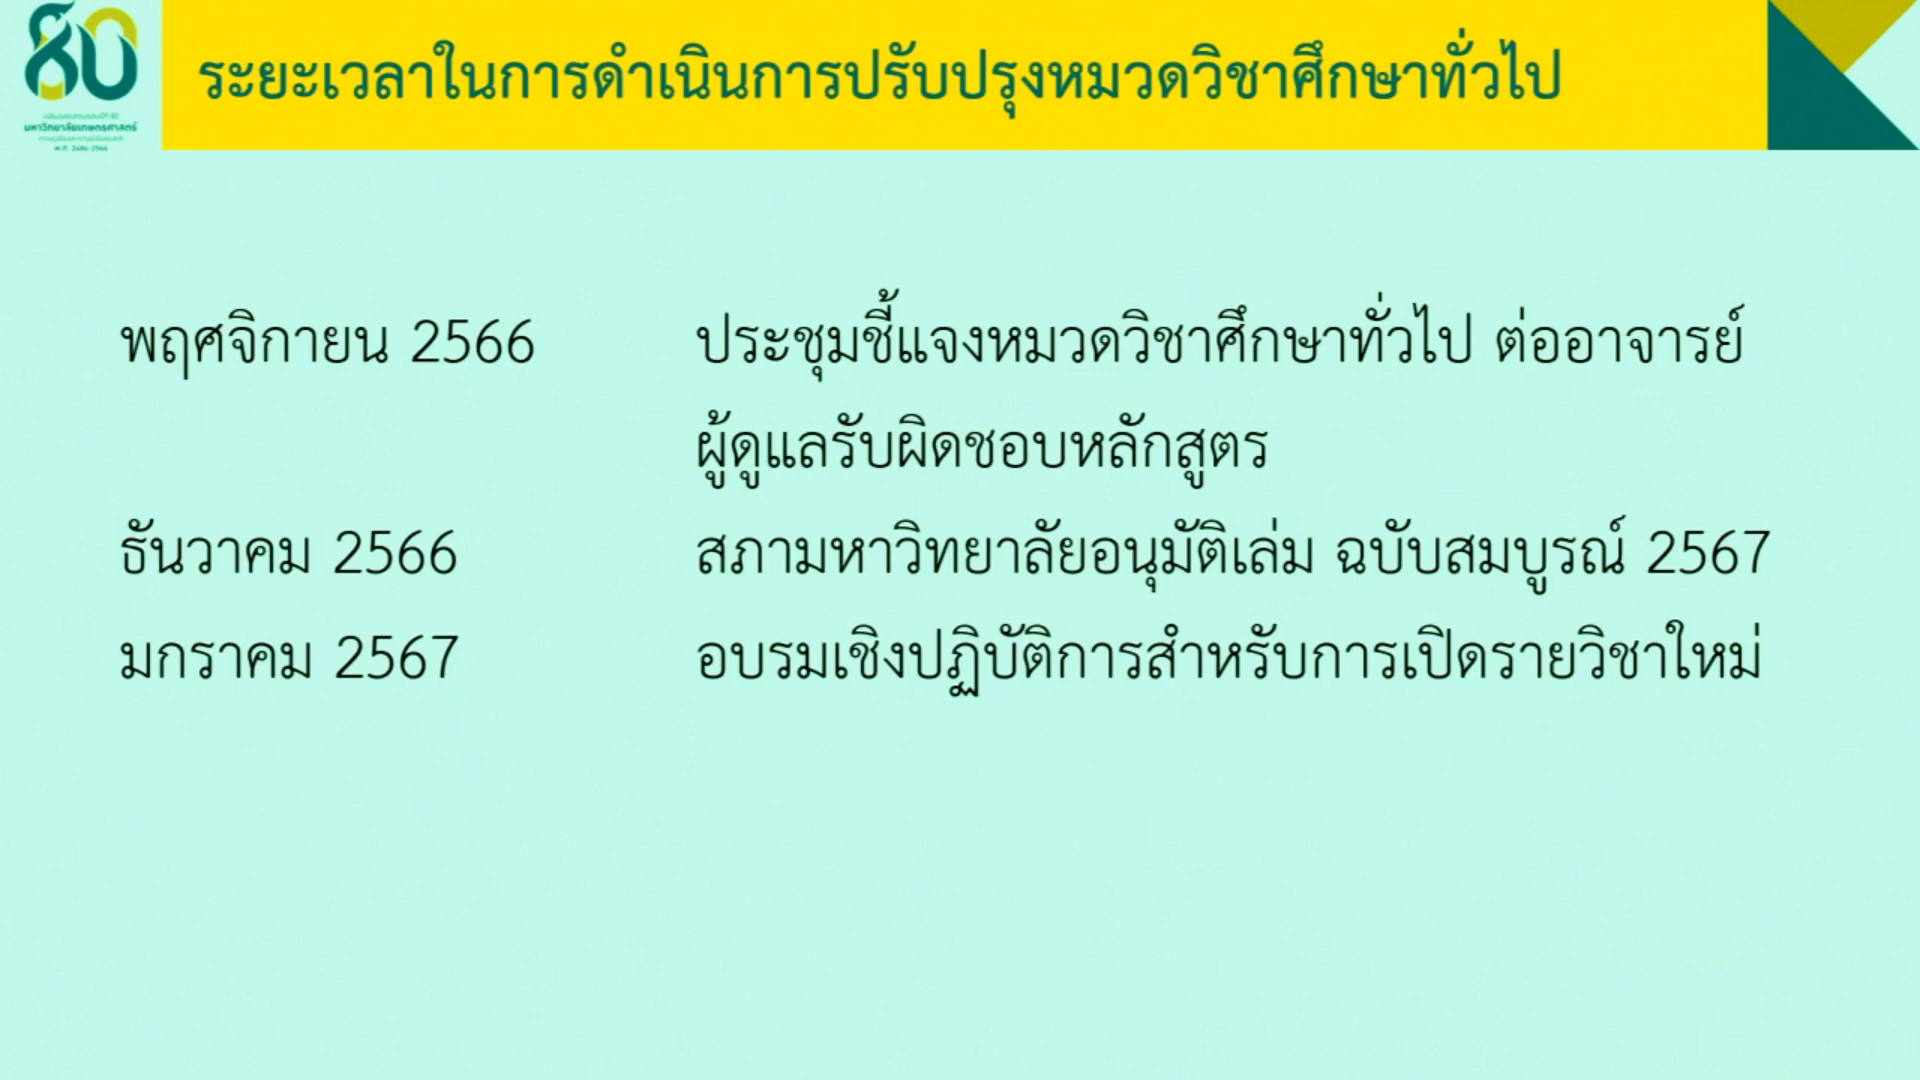 ระยะเวลาในการดำเนินการปรับปรุงหมวดวิชาศึกษาทั่วไป
มหาวิทยาลัยเกษตรศาสตร์
พ.ศ. 2486-2566
พฤศจิกายน 2566 ประชุมชี้แจงหมวดวิชาศึกษาทั่วไป ต่ออาจารย์
ผู้ดูแลรับผิดชอบหลักสูตร
ธันวาคม 2566 สภามหาวิทยาลัยอนุมัติเล่ม ฉบับสมบูรณ์ 2567
มกราคม 2567 อบรมเชิงปฏิบัติการสำหรับการเปิดรายวิชาใหม่